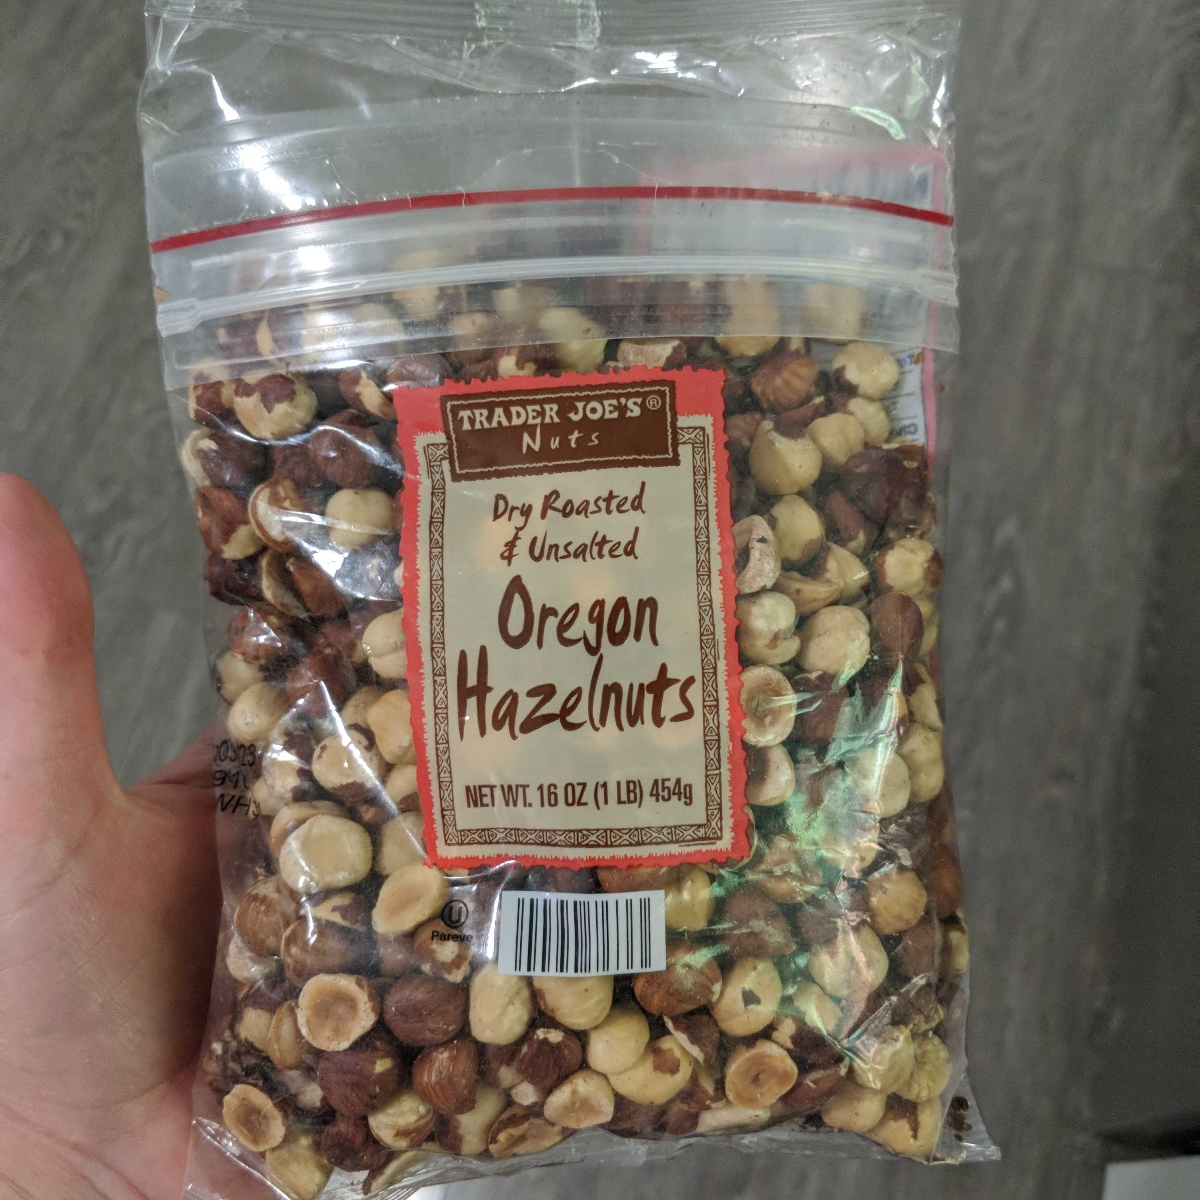 TRADER JOE'S®
Nuts
Dry Roasted
& Unsalted
Oregon
Hazelnuts
NET WT. 16 OZ (1 LB) 454g
U
Pareve